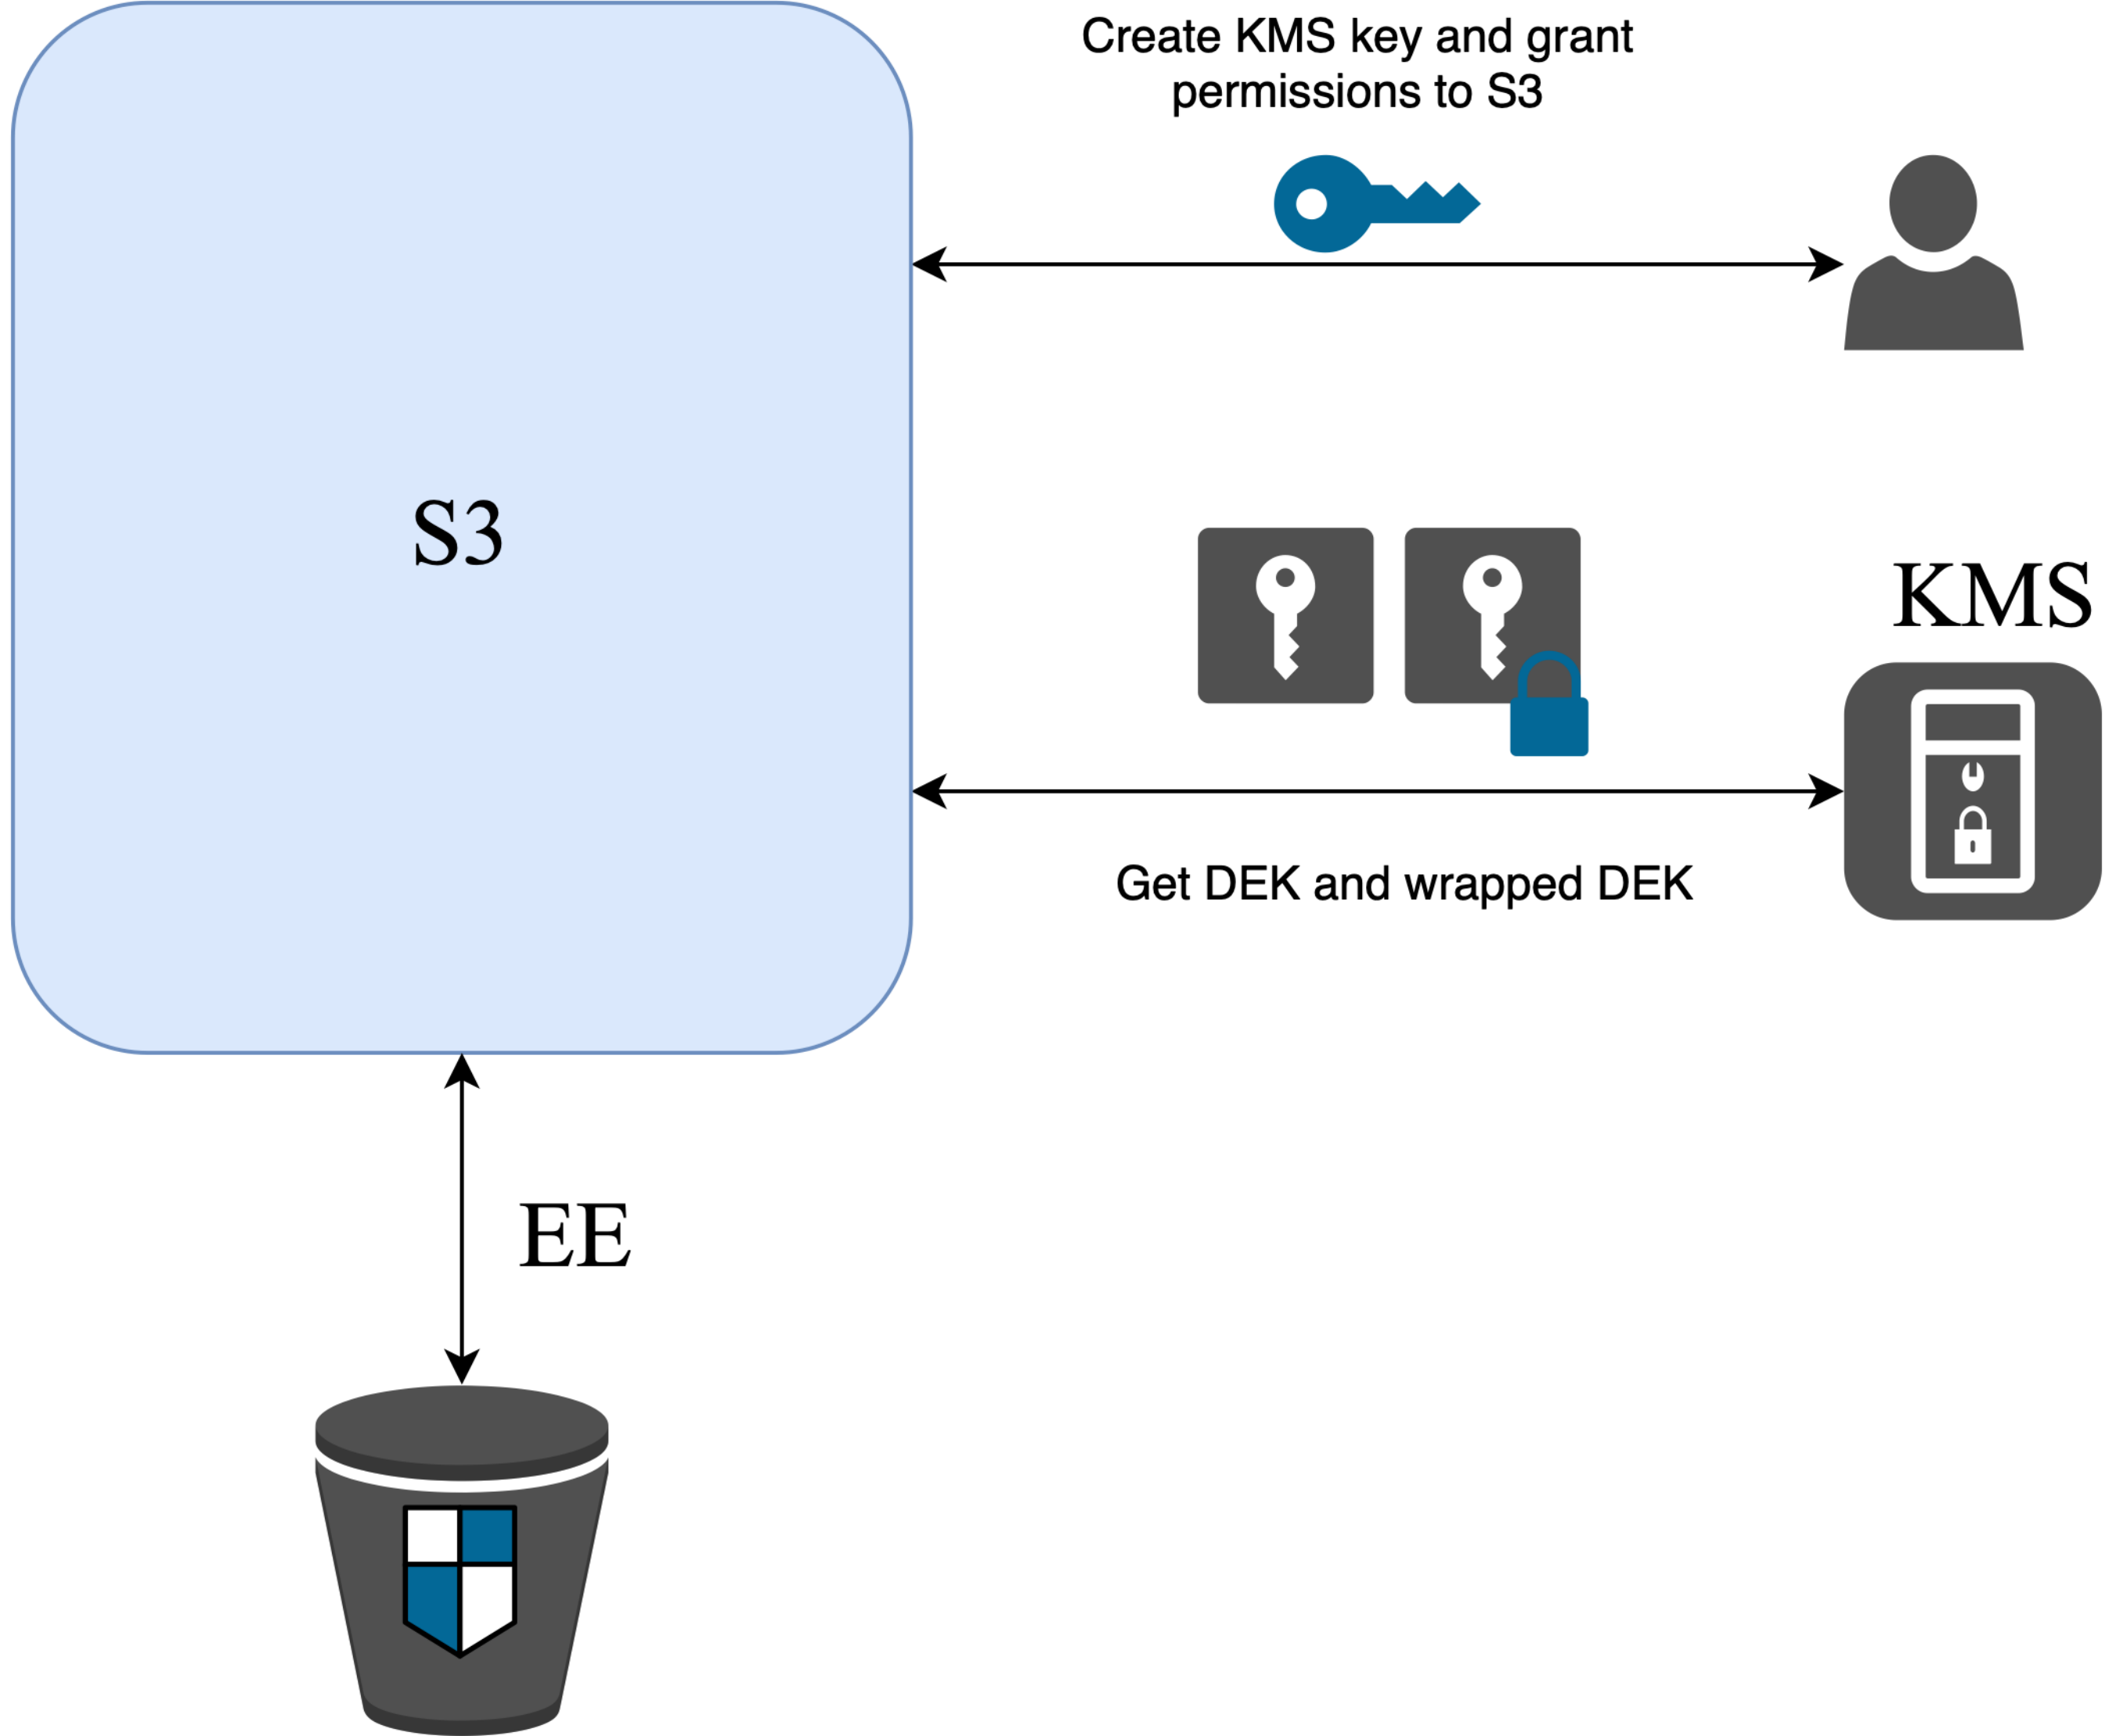 Create KMS key and grant
permissions to S3
S3
KMS
Get DEK and wrapped DEK
EE